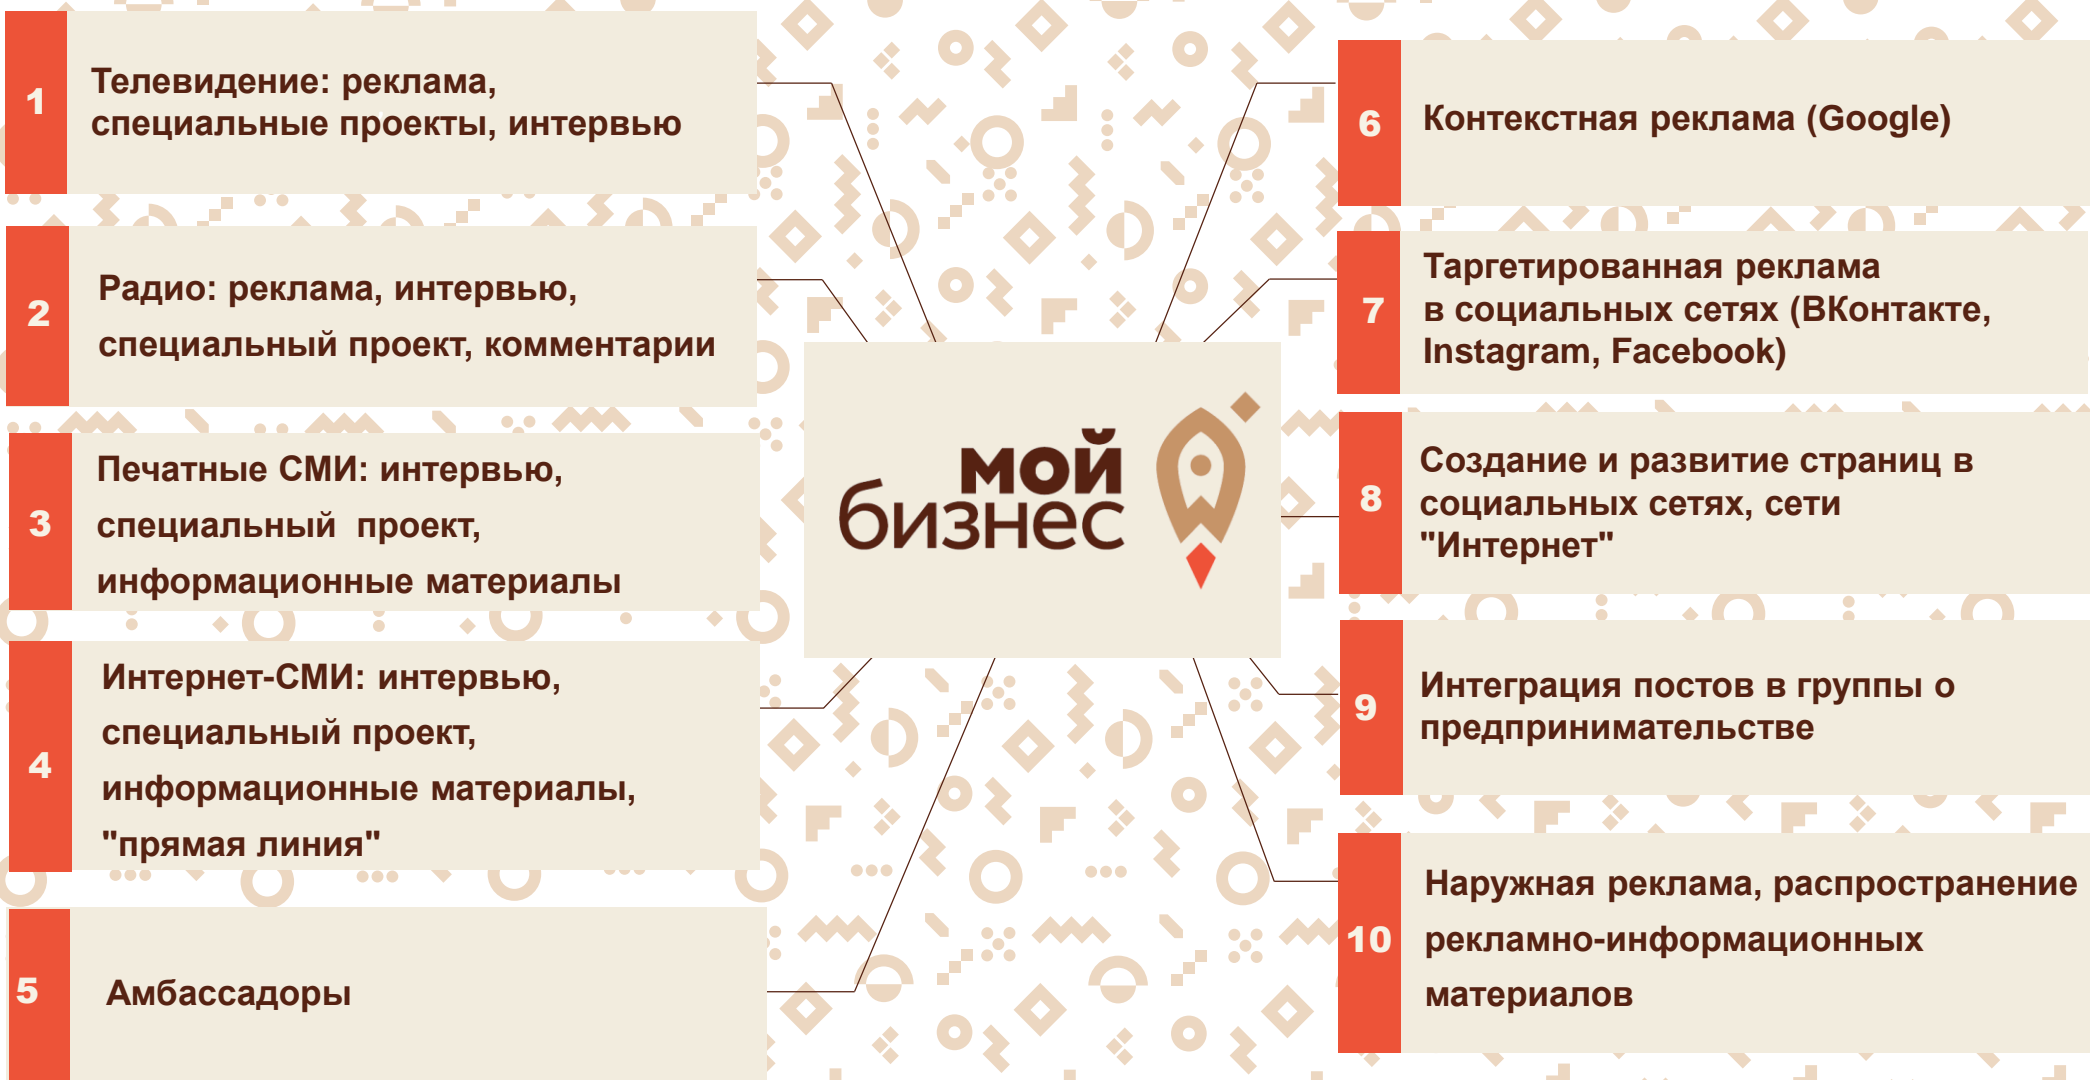 1
Телевидение: реклама,
специальные проекты, интервью
2
Радио: реклама, интервью,
специальный проект, комментарии
3
Печатные СМИ: интервью,
специальный  проект,
информационные материалы
4
Интернет-СМИ: интервью,
специальный проект,
информационные материалы,
"прямая линия"
5
Амбассадоры
мой
бизнес
6
Контекстная реклама (Google)
7
Таргетированная реклама
в социальных сетях (ВКонтакте,
Instagram, Facebook)
8
Создание и развитие страниц в
социальных сетях, сети
"Интернет"
9
Интеграция постов в группы о
предпринимательстве
10
Наружная реклама, распространение
рекламно-информационных
материалов